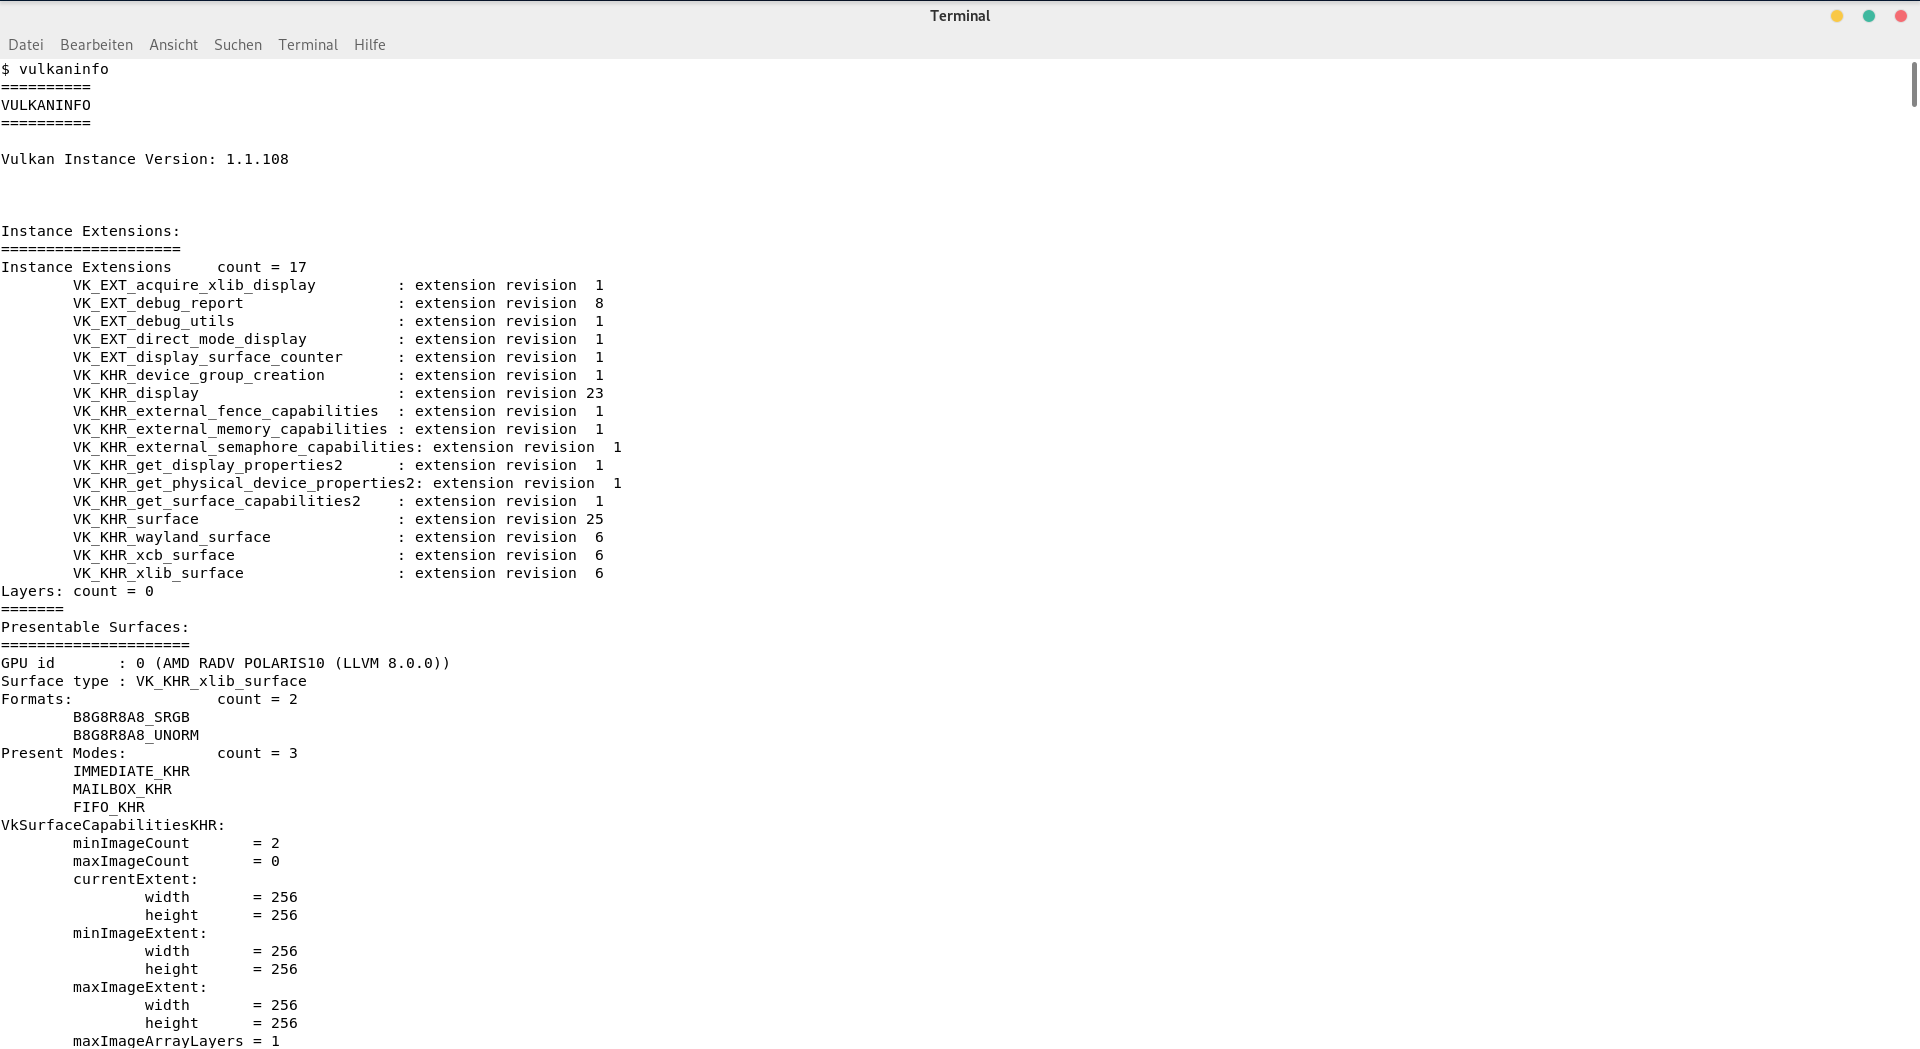 Terminal
Datei Bearbeiten Ansicht Suchen Terminal Hilfe
$ vulkaninfo
==========
VULKANINFO
==========

Vulkan Instance Version: 1.1.108



Instance Extensions:
====================
Instance Extensions     count = 17
        VK_EXT_acquire_xlib_display         : extension revision  1
        VK_EXT_debug_report                 : extension revision  8
        VK_EXT_debug_utils                  : extension revision  1
        VK_EXT_direct_mode_display          : extension revision  1
        VK_EXT_display_surface_counter      : extension revision  1
        VK_KHR_device_group_creation        : extension revision  1
        VK_KHR_display                      : extension revision 23
        VK_KHR_external_fence_capabilities  : extension revision  1
        VK_KHR_external_memory_capabilities : extension revision  1
        VK_KHR_external_semaphore_capabilities: extension revision  1
        VK_KHR_get_display_properties2      : extension revision  1
        VK_KHR_get_physical_device_properties2: extension revision  1
        VK_KHR_get_surface_capabilities2    : extension revision  1
        VK_KHR_surface                      : extension revision 25
        VK_KHR_wayland_surface              : extension revision  6
        VK_KHR_xcb_surface                  : extension revision  6
        VK_KHR_xlib_surface                 : extension revision  6
Layers: count = 0
=======
Presentable Surfaces:
=====================
GPU id       : 0 (AMD RADV POLARIS10 (LLVM 8.0.0))
Surface type : VK_KHR_xlib_surface
Formats:                count = 2
        B8G8R8A8_SRGB
        B8G8R8A8_UNORM
Present Modes:          count = 3
        IMMEDIATE_KHR
        MAILBOX_KHR
        FIFO_KHR
VkSurfaceCapabilitiesKHR:
        minImageCount       = 2
        maxImageCount       = 0
        currentExtent:
                width       = 256
                height      = 256
        minImageExtent:
                width       = 256
                height      = 256
        maxImageExtent:
                width       = 256
                height      = 256
        maxImageArrayLayers = 1